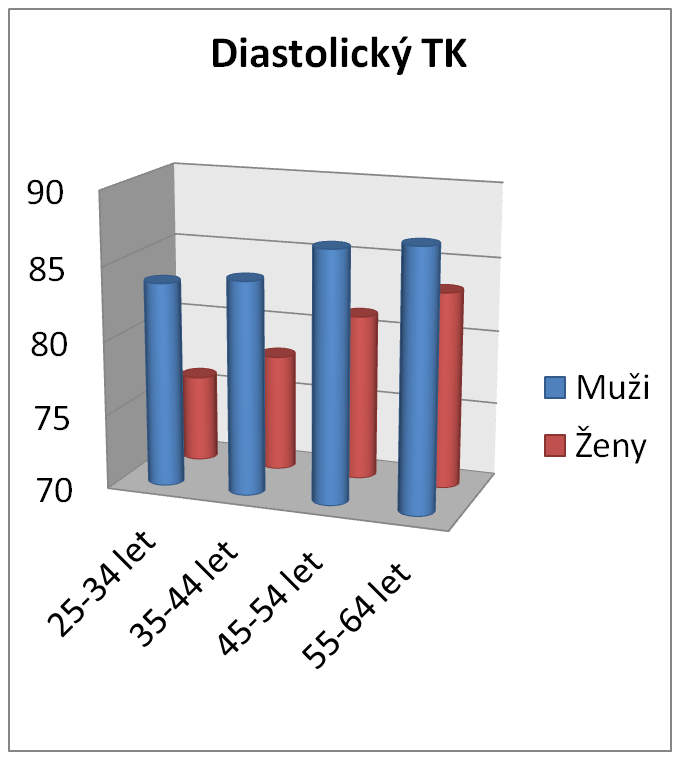 Diastolický TK
90
85
80
75
70
25-34 let
35-44 let
45-54 let
55-64 let
Muži
Ženy